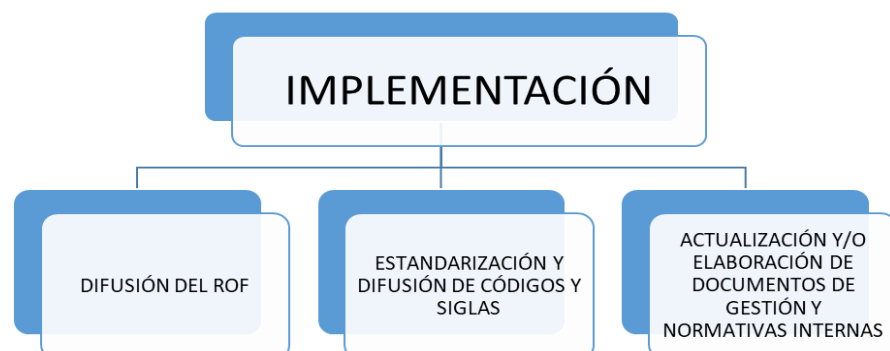 IMPLEMENTACIÓN
DIFUSIÓN DEL ROF
ESTANDARIZACIÓN Y
DIFUSIÓN DE CÓDIGOS Y
SIGLAS
ACTUALIZACIÓN Y/O
ELABORACIÓN DE
DOCUMENTOS DE
GESTIÓN Y
NORMATIVAS INTERNAS